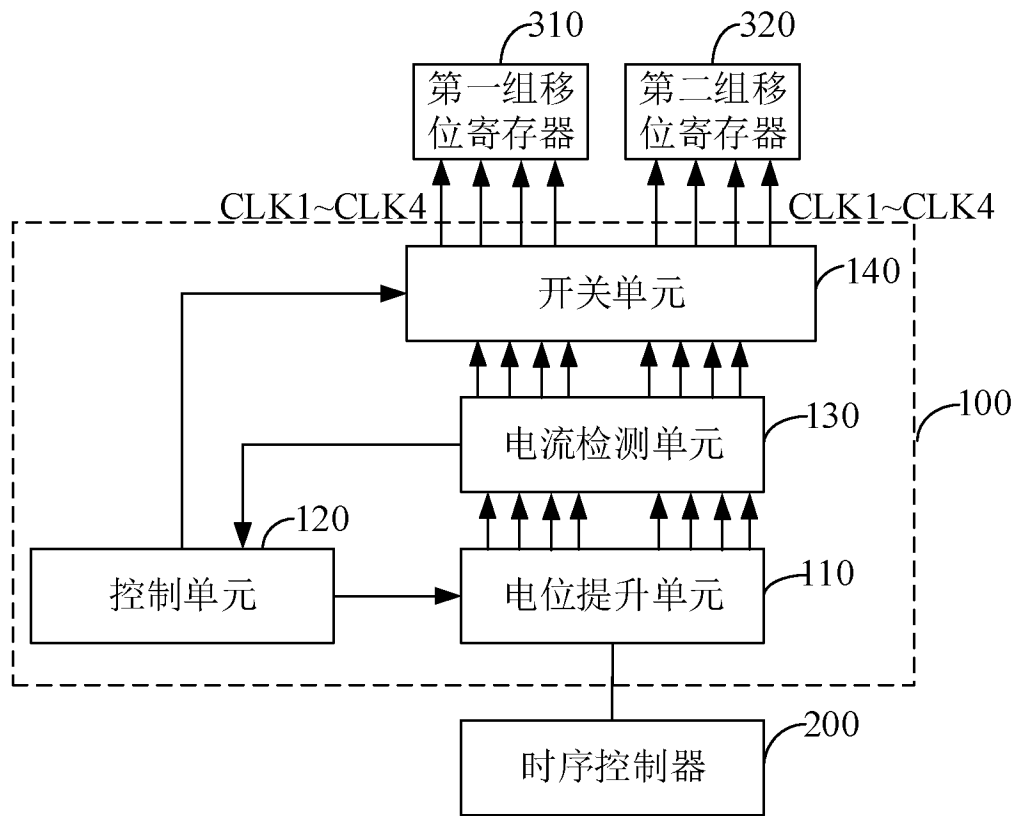 310
320
第一组移
位寄存器
第二组移
位寄存器
CLK1~CLK4
CLK1~CLK4
开关单元
140
100
电流检测单元
130
120
控制单元
电位提升单元
110
200
时序控制器